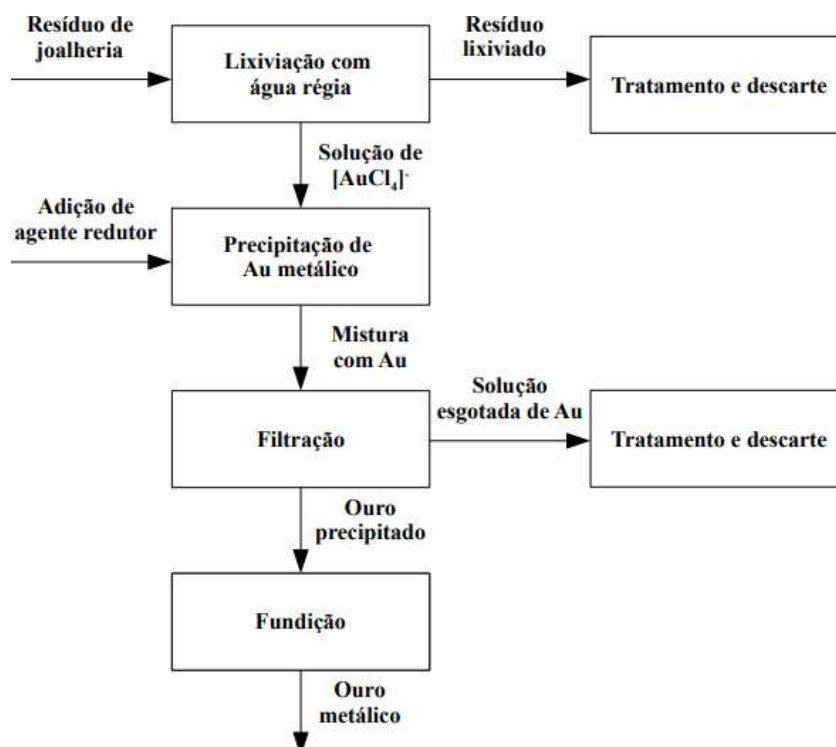 Resíduo de
joalheria
Lixiviação com
água régia
Resíduo
lixiviado
Tratamento e descarte
Solução de
[AuCl₄]⁻
Adição de
agente redutor
Precipitação de
Au metálico
Mistura
com Au
Filtração
Solução
esgotada de Au
Tratamento e descarte
Ouro
precipitado
Fundição
Ouro
metálico